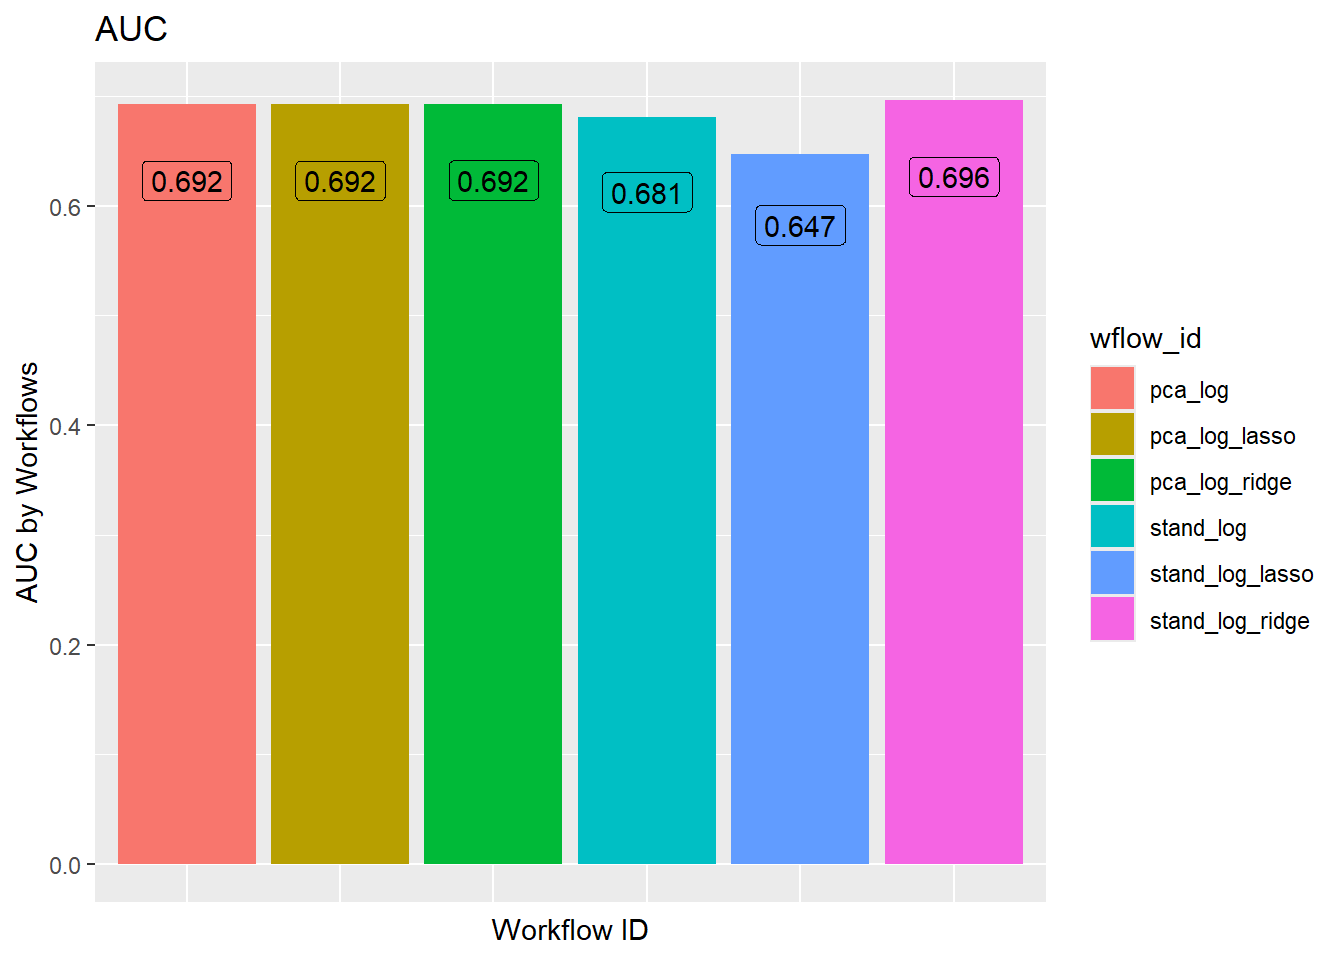 AUC
0.692
0.692
0.692
0.681
0.647
0.696
0.6
0.4
0.2
0.0
AUC by Workflows
Workflow ID
wflow_id
pca_log
pca_log_lasso
pca_log_ridge
stand_log
stand_log_lasso
stand_log_ridge